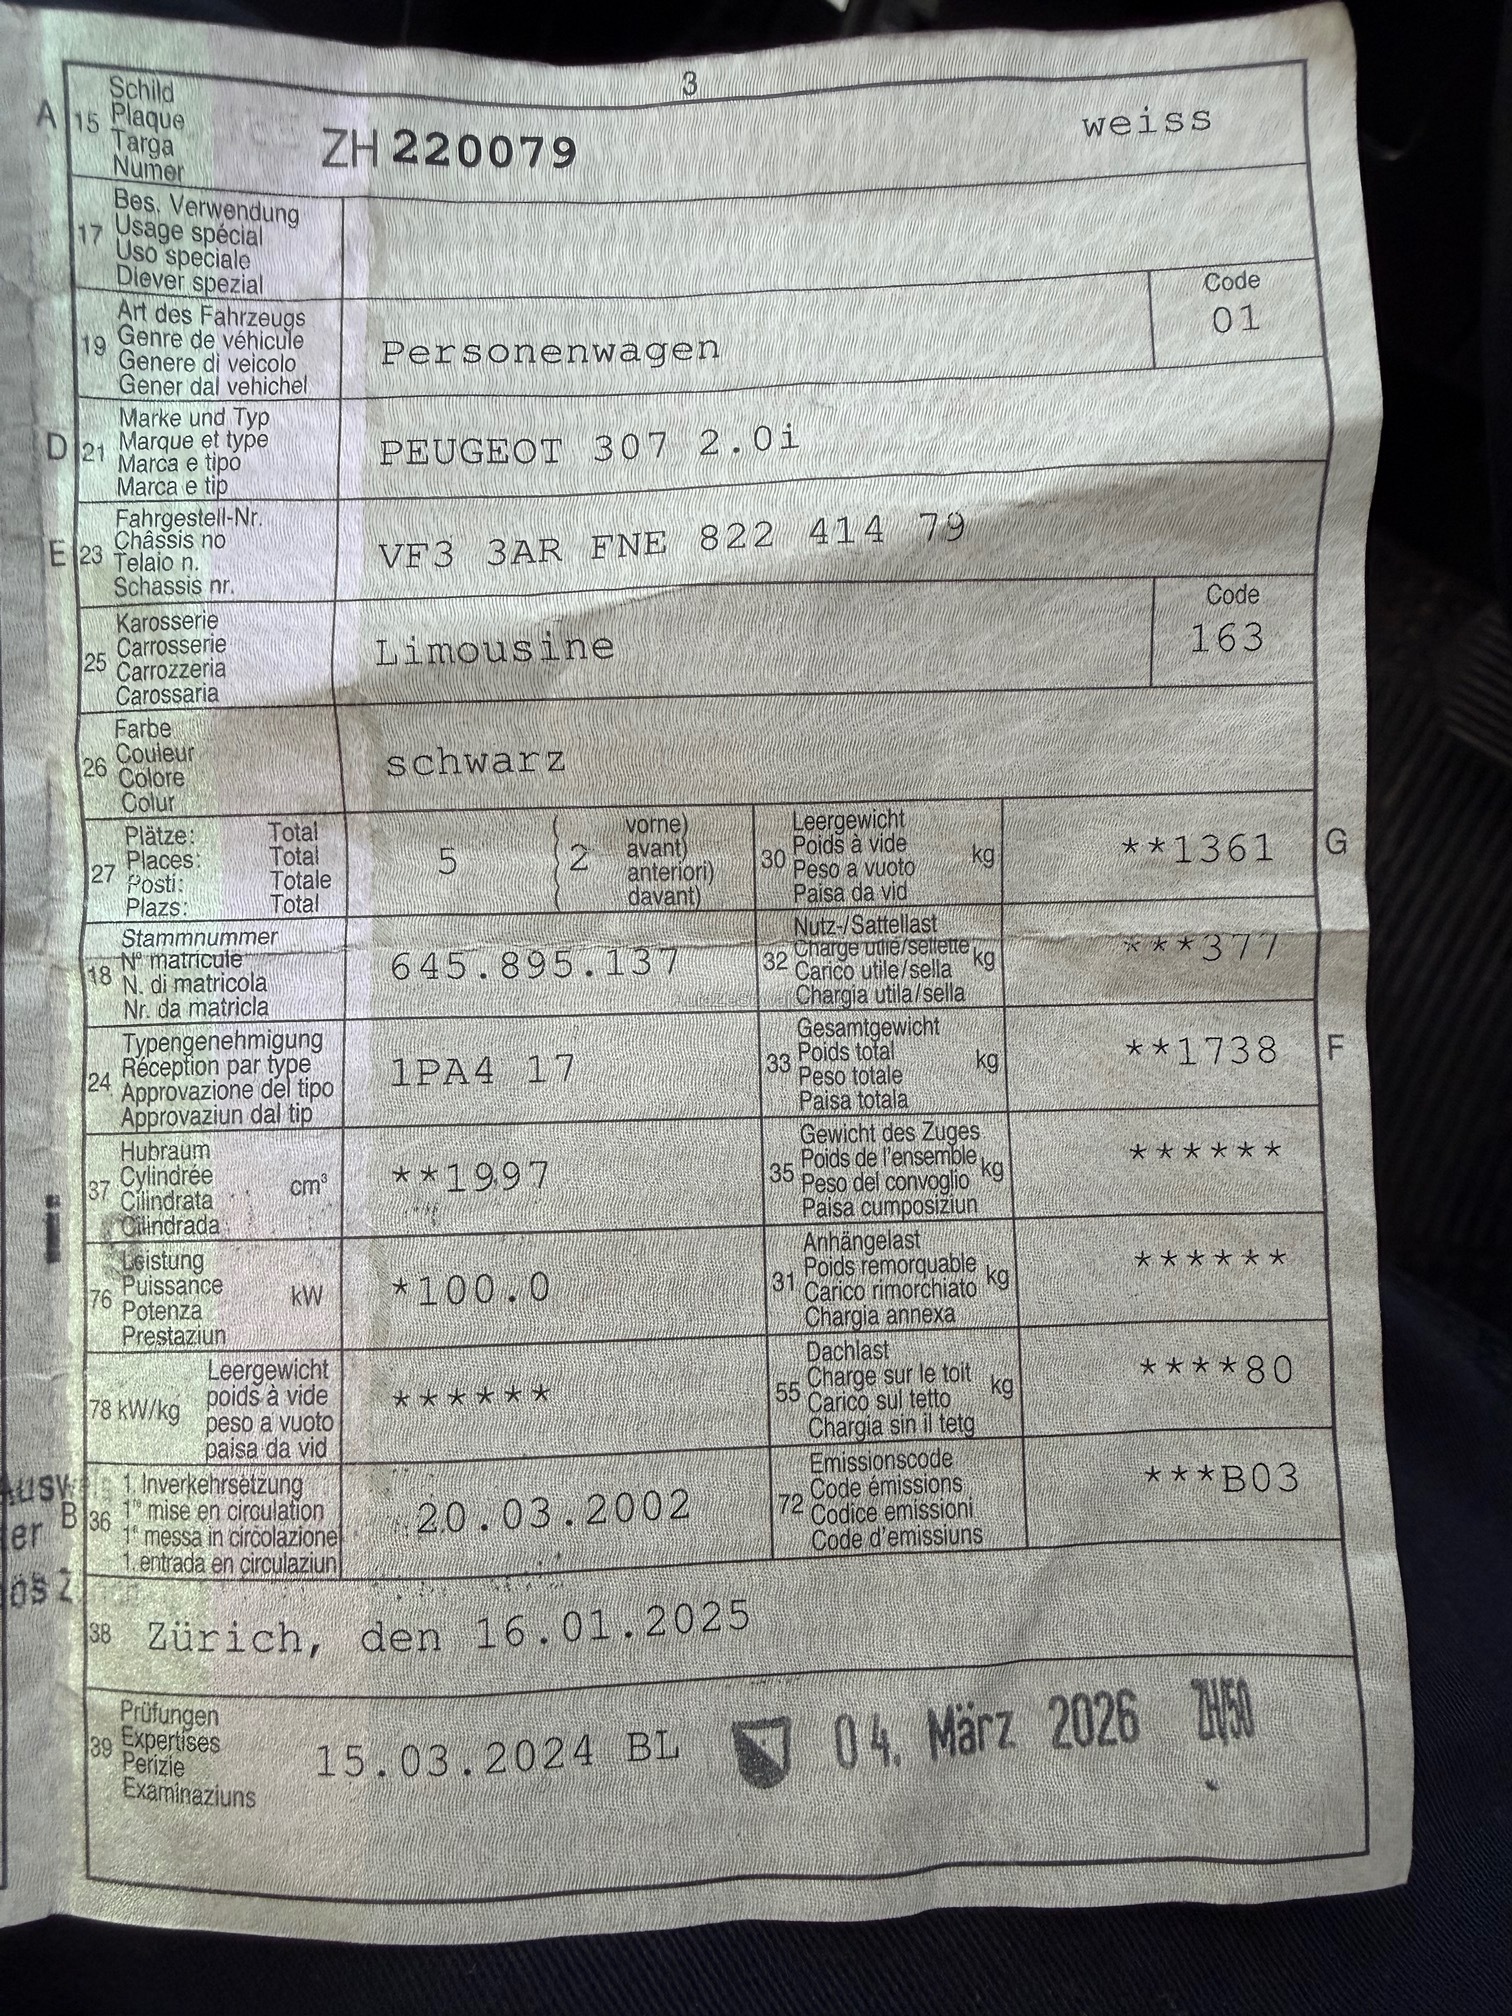 3
A 15 Schild
Plaque
Targa
Numer
ZH 220079 weiss
17 Bes. Verwendung
Usage spécial
Uso speciale
Diever spezial
19 Art des Fahrzeugs
Genre de véhicule
Genere di veicolo
Gener dal vehichel
Personenwagen
Code
01
D 21 Marke und Typ
Marque et type
Marca e tipo
Marca e tip
PEUGEOT 307 2.0i
E 23 Fahrgestell-Nr.
Châssis no
Telaio n.
Schassis nr.
VF3 3AR FNE 822 414 79
25 Karosserie
Carrosserie
Carrozzeria
Carossaria
Limousine
Code
163
26 Farbe
Couleur
Colore
Colur
schwarz
27 Plätze: Total
Places: Total
Posti: Totale
Plazs: Total
5 (2 vorne)
avant)
anteriori)
davant)
30 Leergewicht
Poids à vide
Peso a vuoto
Paisa da vid
kg
**1361 G
18 Stammnummer
N° matricule
N. di matricola
Nr. da matricla
645.895.137
32 Nutz-/Sattellast
Charge utile/sellette
Carico utile/sella
Chargia utila/sella
kg
***377
24 Typengenehmigung
Réception par type
Approvazione del tipo
Approvaziun dal tip
1PA4 17
33 Gesamtgewicht
Poids total
Peso totale
Paisa totala
kg
**1738 F
37 Hubraum
Cylindrée
Cilindrata
Cilindrada
cm³
**1997
35 Gewicht des Zuges
Poids de l'ensemble
Peso del convoglio
Paisa cumposiziun
kg
******
76 Leistung
Puissance
Potenza
Prestaziun
kW
*100.0
31 Anhängelast
Poids remorquable
Carico rimorchiato
Chargia annexa
kg
******
78 kW/kg Leergewicht
poids à vide
peso a vuoto
paisa da vid
******
55 Dachlast
Charge sur le toit
Carico sul tetto
Chargia sin il tetg
kg
****80
B 36 1. Inverkehrsetzung
1re mise en circulation
1a messa in circolazione
1. entrada en circulaziun
20.03.2002
72 Emissionscode
Code émissions
Codice emissioni
Code d'emissiuns
***B03
38 Zürich, den 16.01.2025
39 Prüfungen
Expertises
Perizie
Examinaziuns
15.03.2024 BL 04. März 2026 ZH/50